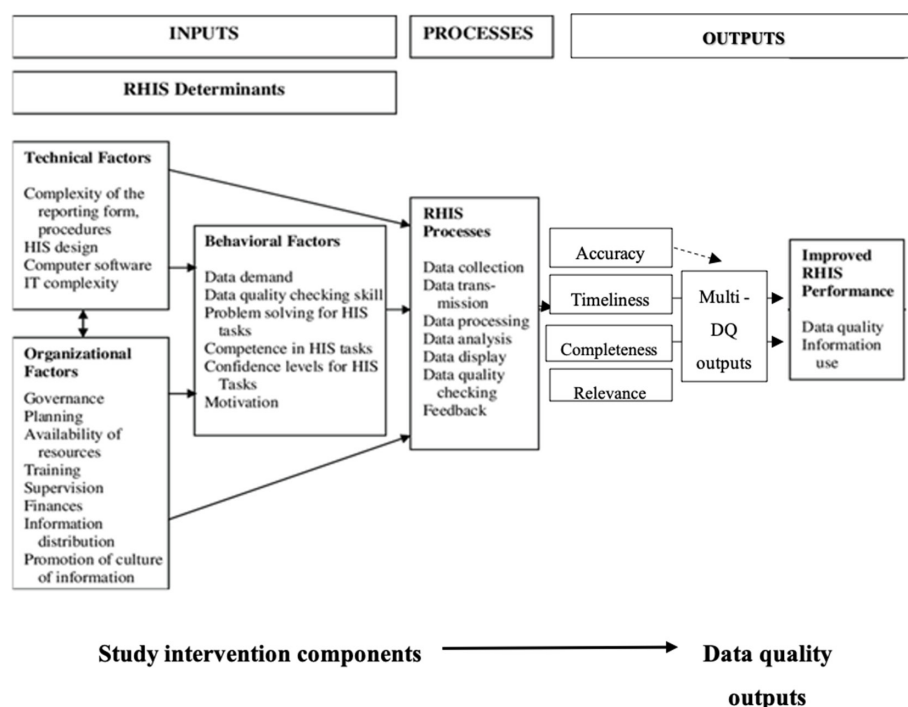 INPUTS
PROCESSES
OUTPUTS
RHIS Determinants
Technical Factors
Complexity of the
reporting form,
procedures
HIS design
Computer software
IT complexity
Organizational
Factors
Governance
Planning
Availability of
resources
Training
Supervision
Finances
Information
distribution
Promotion of culture
of information
Behavioral Factors
Data demand
Data quality checking skill
Problem solving for HIS
tasks
Competence in HIS tasks
Confidence levels for HIS
Tasks
Motivation
RHIS
Processes
Data collection
Data trans-
mission
Data processing
Data analysis
Data display
Data quality
checking
Feedback
Accuracy
Timeliness
Completeness
Relevance
Multi -
DQ
outputs
Improved
RHIS
Performance
Data quality
Information
use
Study intervention components
Data quality
outputs